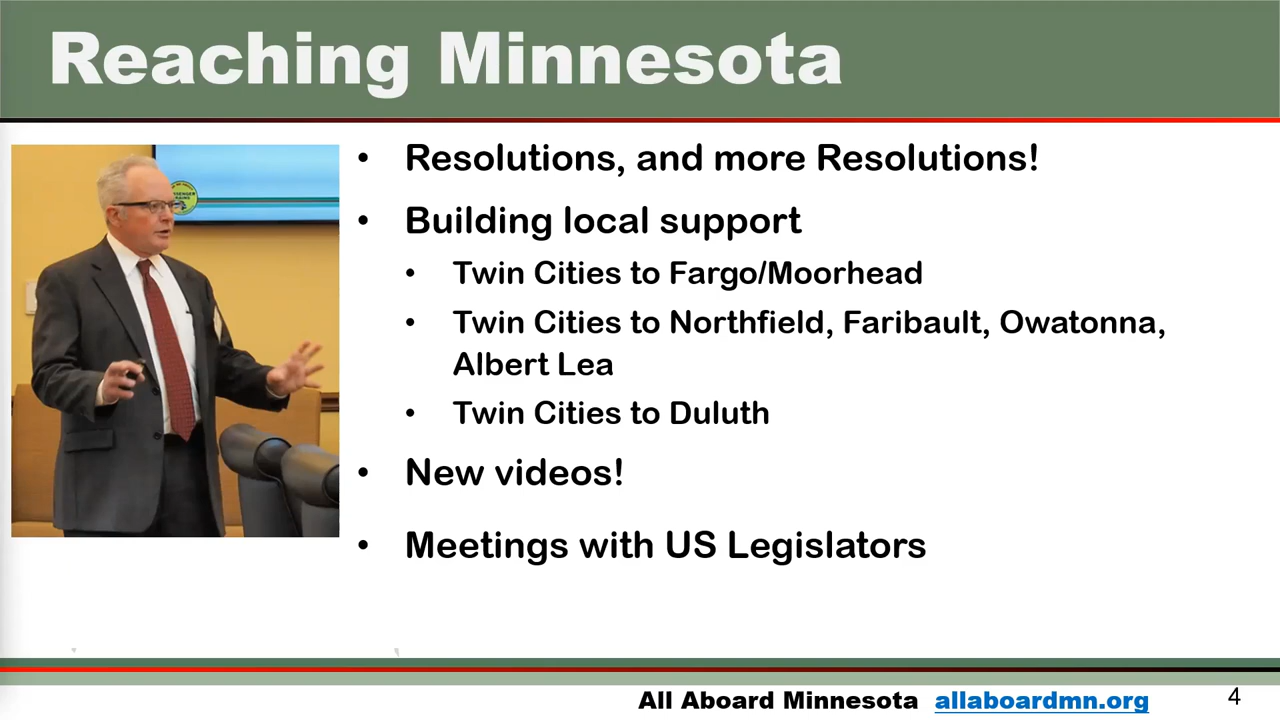 Reaching Minnesota
• Resolutions, and more Resolutions!
• Building local support
• Twin Cities to Fargo/Moorhead
• Twin Cities to Northfield, Faribault, Owatonna,
Albert Lea
• Twin Cities to Duluth
• New videos!
• Meetings with US Legislators
All Aboard Minnesota allaboardmn.org 4